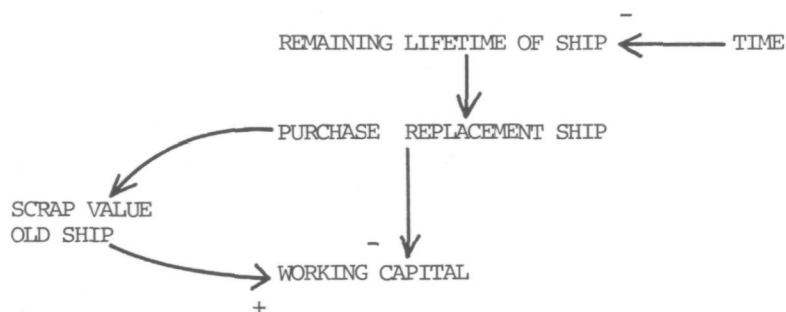 -
REMAINING LIFETIME OF SHIP TIME
PURCHASE REPLACEMENT SHIP
SCRAP VALUE
OLD SHIP
-
WORKING CAPITAL
+